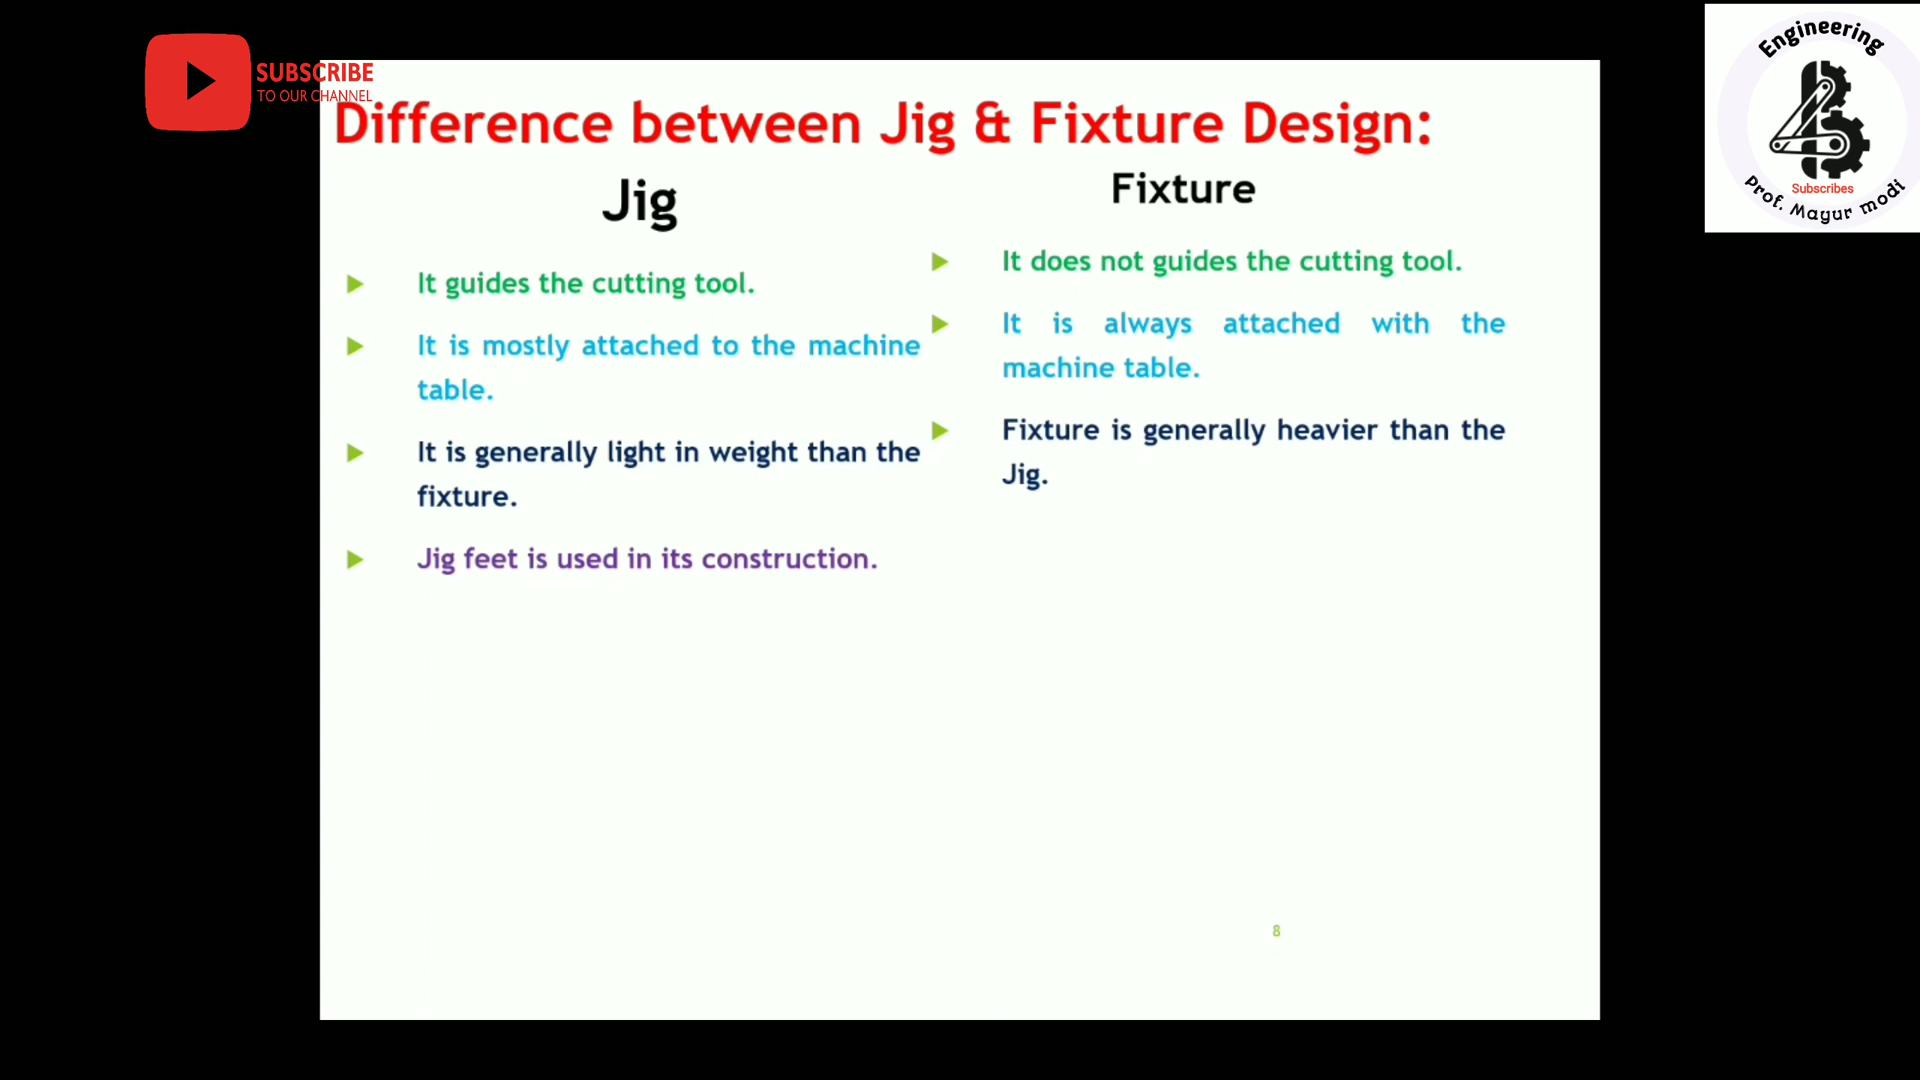 SUBSCRIBE
TO OUR CHANNEL
Engineering
Subscribes
Prof. Mayur modi
Difference between Jig & Fixture Design:
Jig
It guides the cutting tool.
It is mostly attached to the machine
table.
It is generally light in weight than the
fixture.
Jig feet is used in its construction.
Fixture
It does not guides the cutting tool.
It is always attached with the
machine table.
Fixture is generally heavier than the
Jig.
8